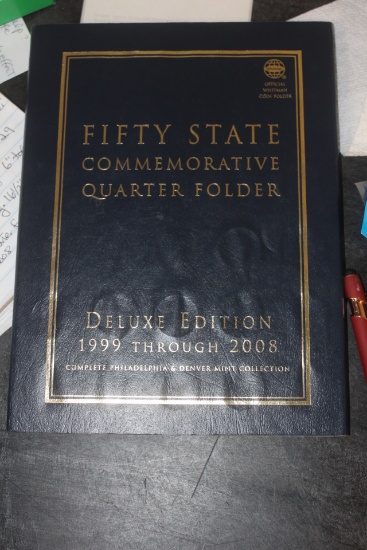 OFFICIAL
WHITMAN
COIN FOLDER
FIFTY STATE
COMMEMORATIVE
QUARTER FOLDER
DELUXE EDITION
1999 THROUGH 2008
COMPLETE PHILADELPHIA & DENVER MINT COLLECTION